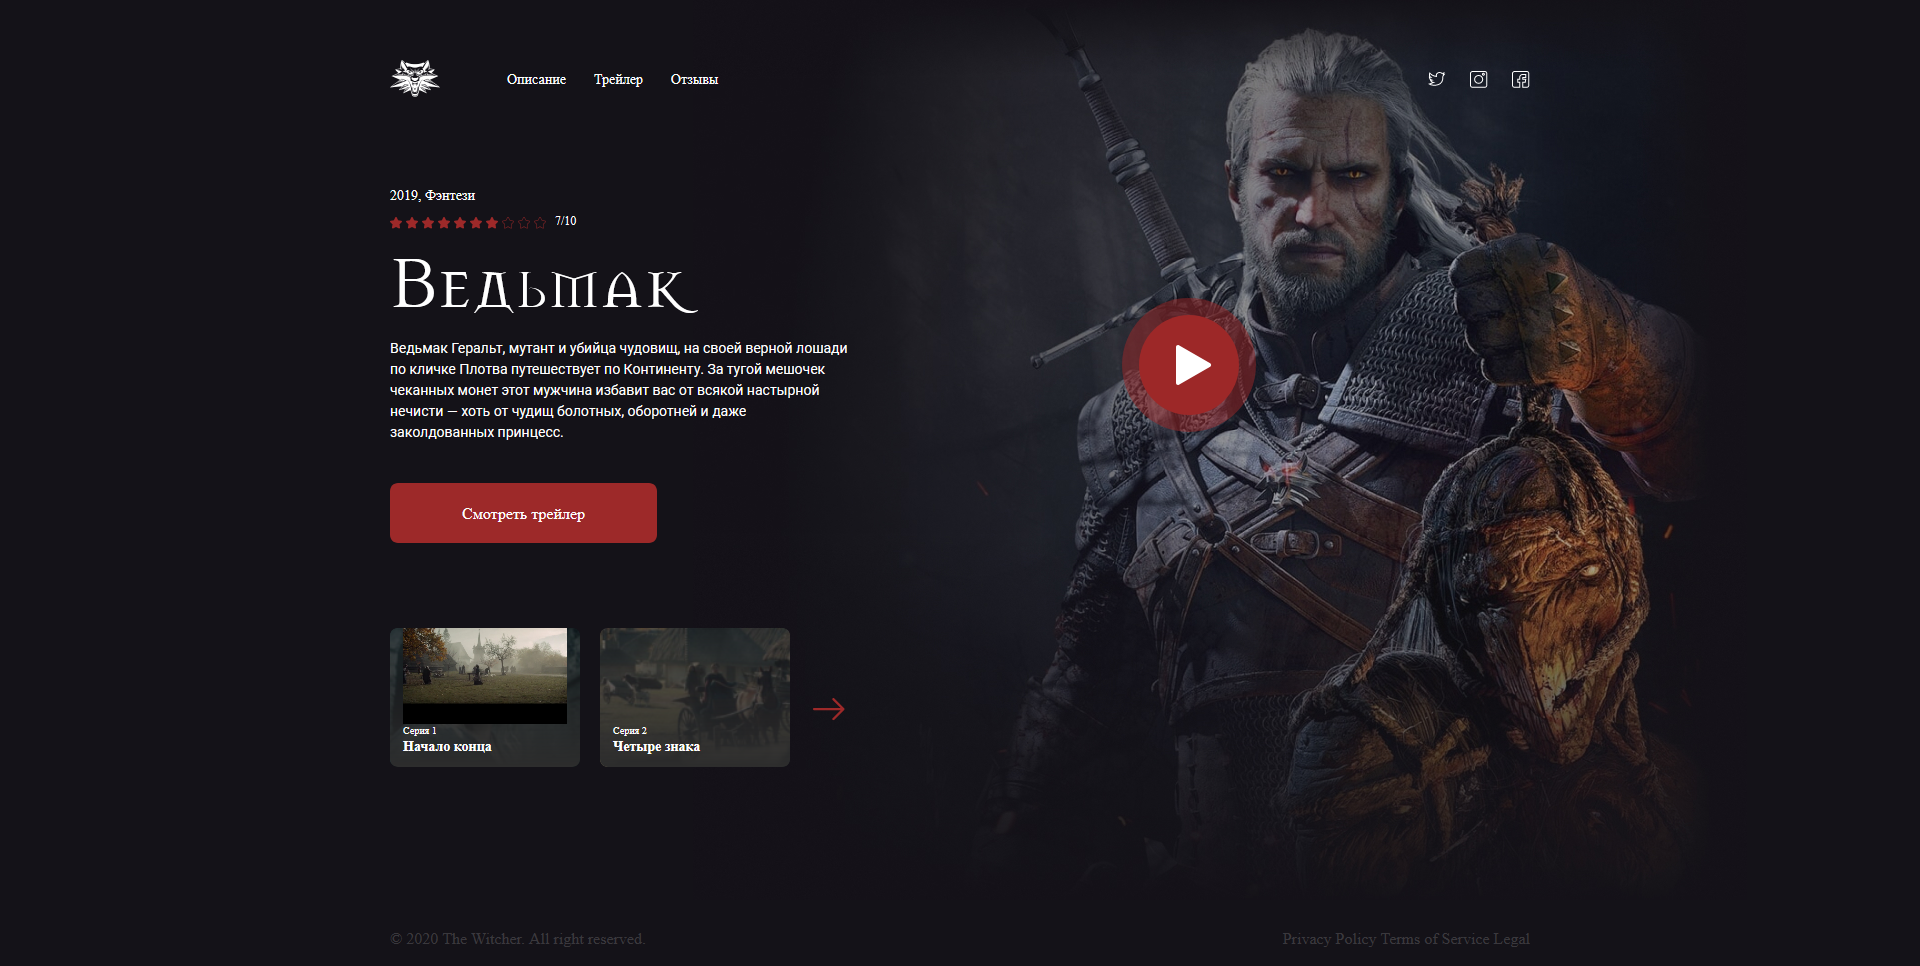 Описание Трейлер Отзывы
2019, Фэнтези
7/10
Ведьмак
Ведьмак Геральт, мутант и убийца чудовищ, на своей верной лошади
по кличке Плотва путешествует по Континенту. За тугой мешочек
чеканных монет этот мужчина избавит вас от всякой настырной
нечисти — хоть от чудищ болотных, оборотней и даже
заколдованных принцесс.
Смотреть трейлер
Серия 1
Начало конца
Серия 2
Четыре знака
© 2020 The Witcher. All right reserved.
Privacy Policy Terms of Service Legal